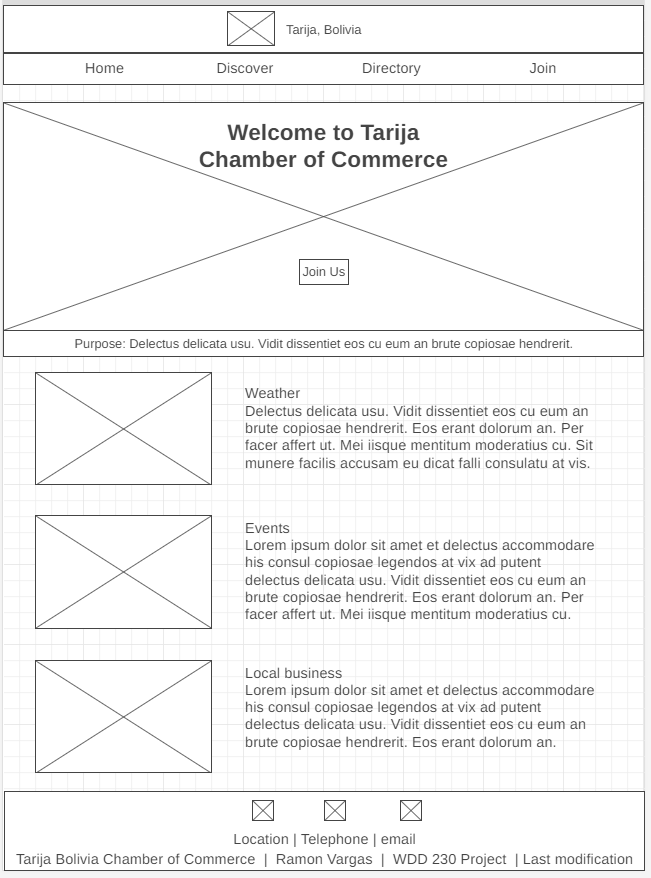 Tarija, Bolivia
Home Discover Directory Join
Welcome to Tarija
Chamber of Commerce
Join Us
Purpose: Delectus delicata usu. Vidit dissentiet eos cu eum an brute copiosae hendrerit.
Weather
Delectus delicata usu. Vidit dissentiet eos cu eum an
brute copiosae hendrerit. Eos erant dolorum an. Per
facer affert ut. Mei iisque mentitum moderatius cu. Sit
munere facilis accusam eu dicat falli consulatu at vis.
Events
Lorem ipsum dolor sit amet et delectus accommodare
his consul copiosae legendos at vix ad putent
delectus delicata usu. Vidit dissentiet eos cu eum an
brute copiosae hendrerit. Eos erant dolorum an. Per
facer affert ut. Mei iisque mentitum moderatius cu.
Local business
Lorem ipsum dolor sit amet et delectus accommodare
his consul copiosae legendos at vix ad putent
delectus delicata usu. Vidit dissentiet eos cu eum an
brute copiosae hendrerit. Eos erant dolorum an.
Location | Telephone | email
Tarija Bolivia Chamber of Commerce | Ramon Vargas | WDD 230 Project | Last modification